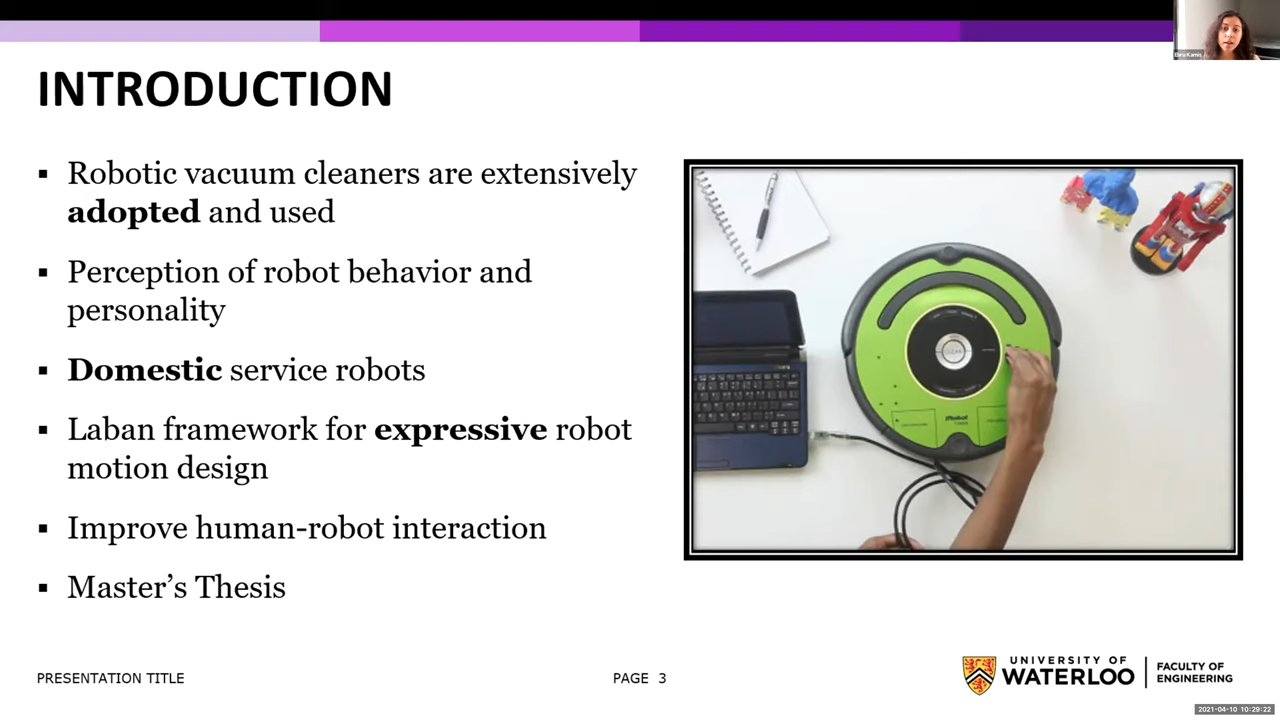 INTRODUCTION
▪ Robotic vacuum cleaners are extensively
adopted and used
▪ Perception of robot behavior and
personality
▪ Domestic service robots
▪ Laban framework for expressive robot
motion design
▪ Improve human-robot interaction
▪ Master’s Thesis
CLEAN
iRobot
PRESENTATION TITLE
PAGE 3
UNIVERSITY OF
WATERLOO
FACULTY OF
ENGINEERING
2021-04-10 10:29:22